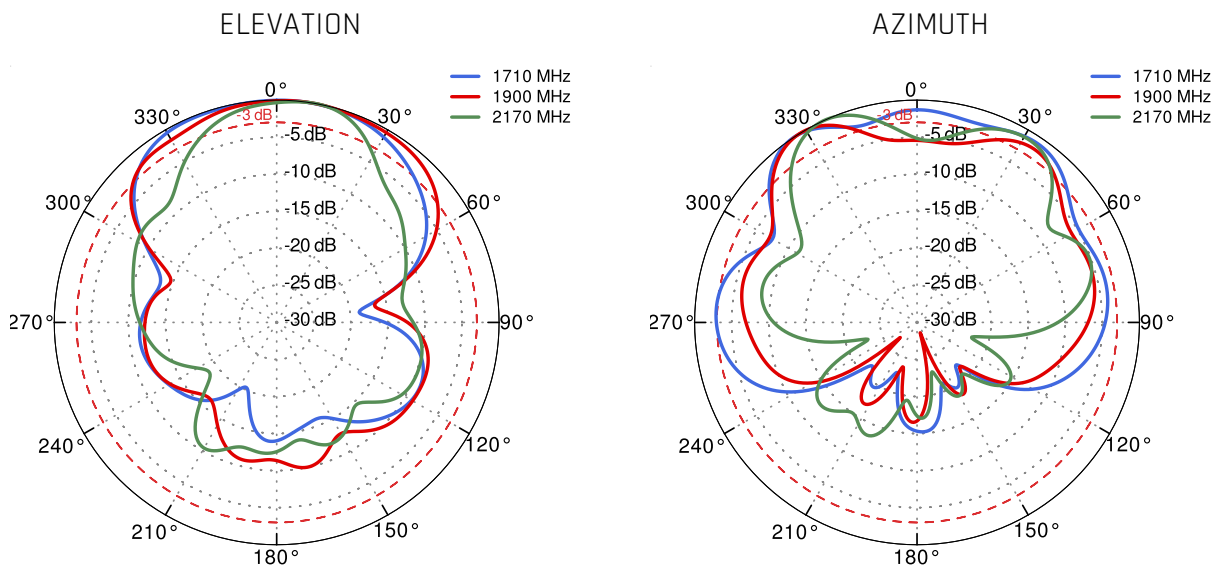 ELEVATION
1710 MHz
1900 MHz
2170 MHz
0°
330°
30°
-3 dB
-5 dB
-10 dB
300°
60°
-15 dB
-20 dB
-25 dB
270°
-30 dB
90°
240°
120°
210°
150°
180°
AZIMUTH
1710 MHz
1900 MHz
2170 MHz
0°
330°
30°
-3 dB
-5 dB
-10 dB
300°
60°
-15 dB
-20 dB
-25 dB
270°
-30 dB
90°
240°
120°
210°
150°
180°